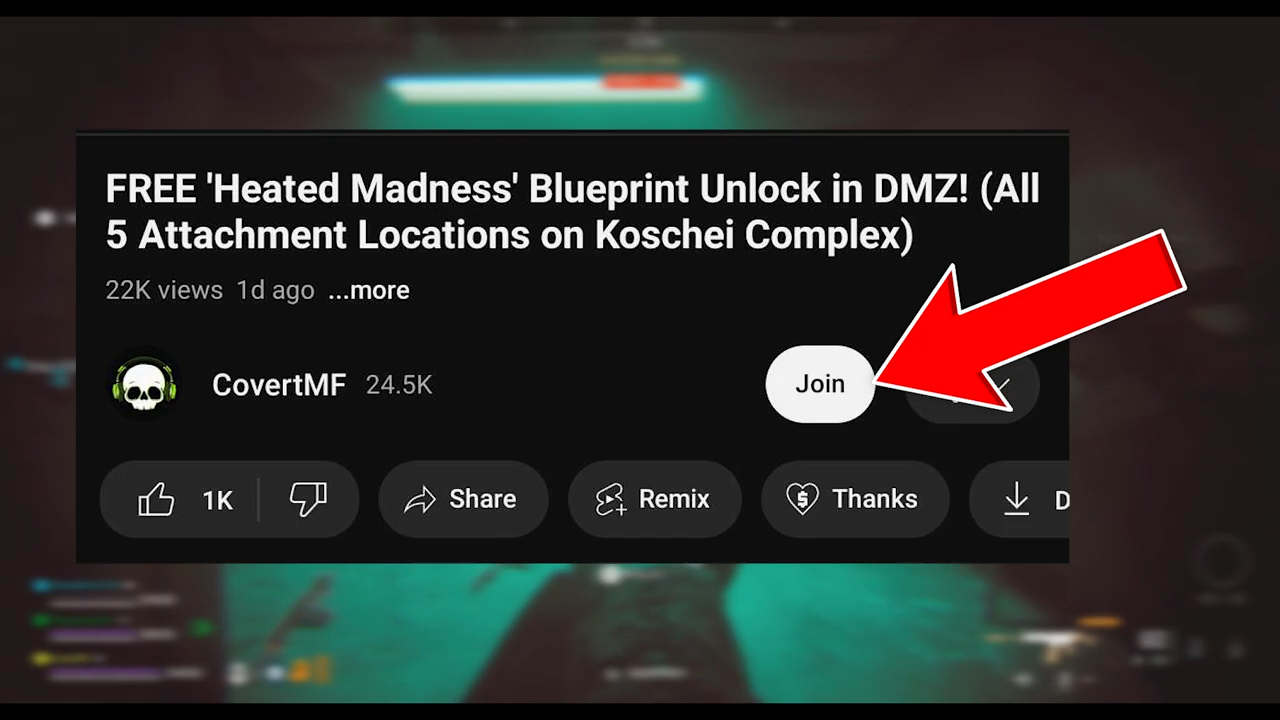 FREE 'Heated Madness' Blueprint Unlock in DMZ! (All
5 Attachment Locations on Koschei Complex)
22K views 1d ago ...more
CovertMF 24.5K
Join
1K
Share
Remix
Thanks
D